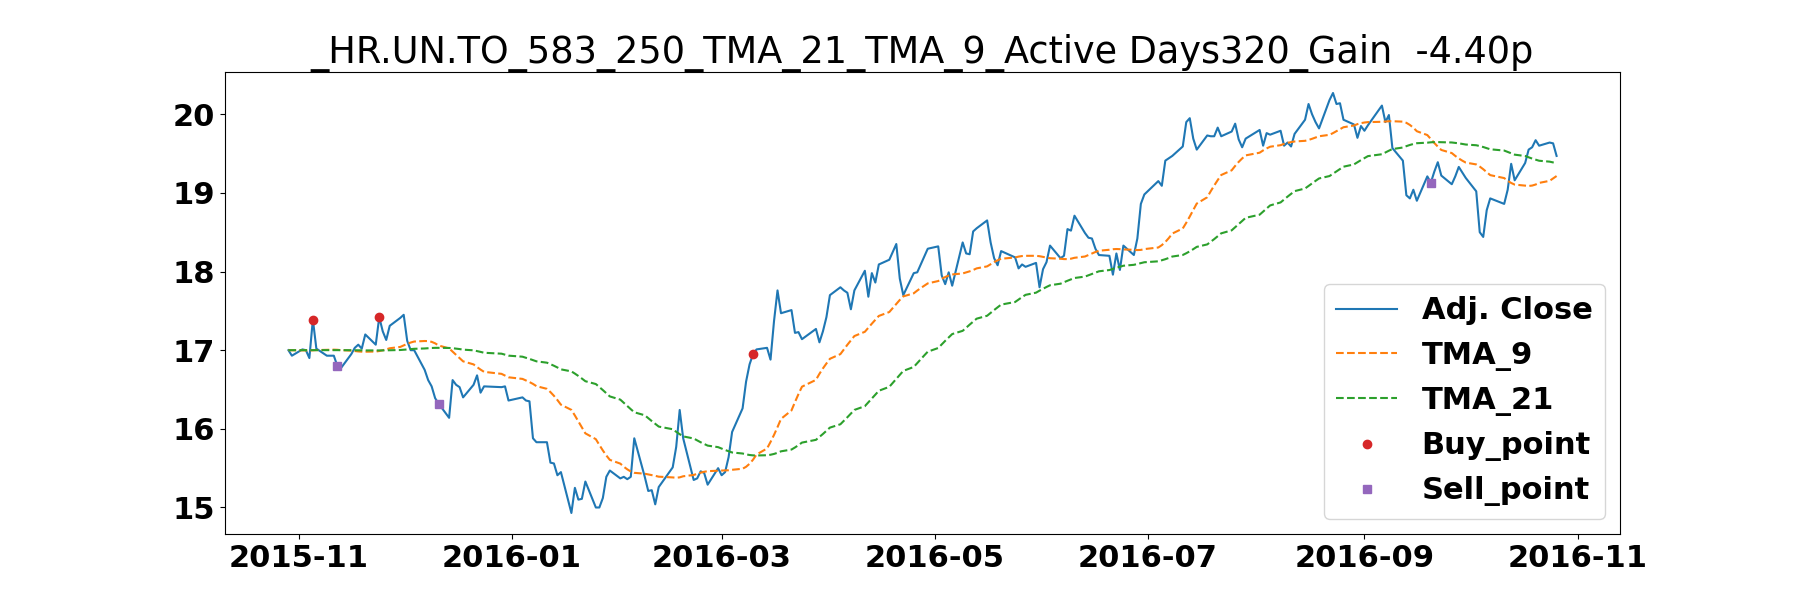 _HR.UN.TO_583_250_TMA_21_TMA_9_Active Days320_Gain  -4.40p
20
19
18
17
16
15
Adj. Close
TMA_9
TMA_21
Buy_point
Sell_point
2015-11 2016-01 2016-03 2016-05 2016-07 2016-09 2016-11